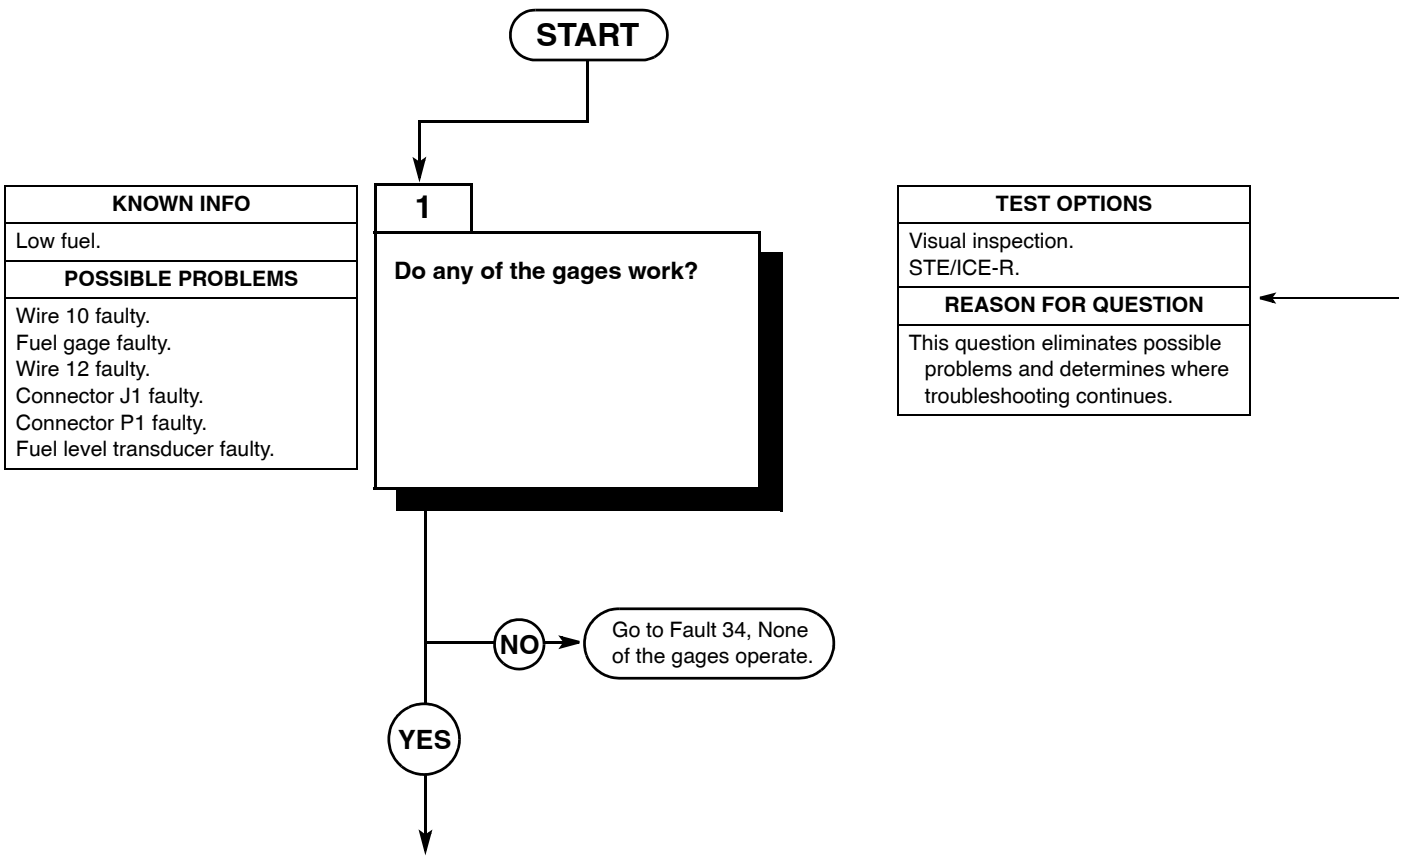 START
KNOWN INFO
Low fuel.
POSSIBLE PROBLEMS
Wire 10 faulty.
Fuel gage faulty.
Wire 12 faulty.
Connector J1 faulty.
Connector P1 faulty.
Fuel level transducer faulty.
1
Do any of the gages work?
TEST OPTIONS
Visual inspection.
STE/ICE-R.
REASON FOR QUESTION
This question eliminates possible
problems and determines where
troubleshooting continues.
NO
Go to Fault 34, None
of the gages operate.
YES